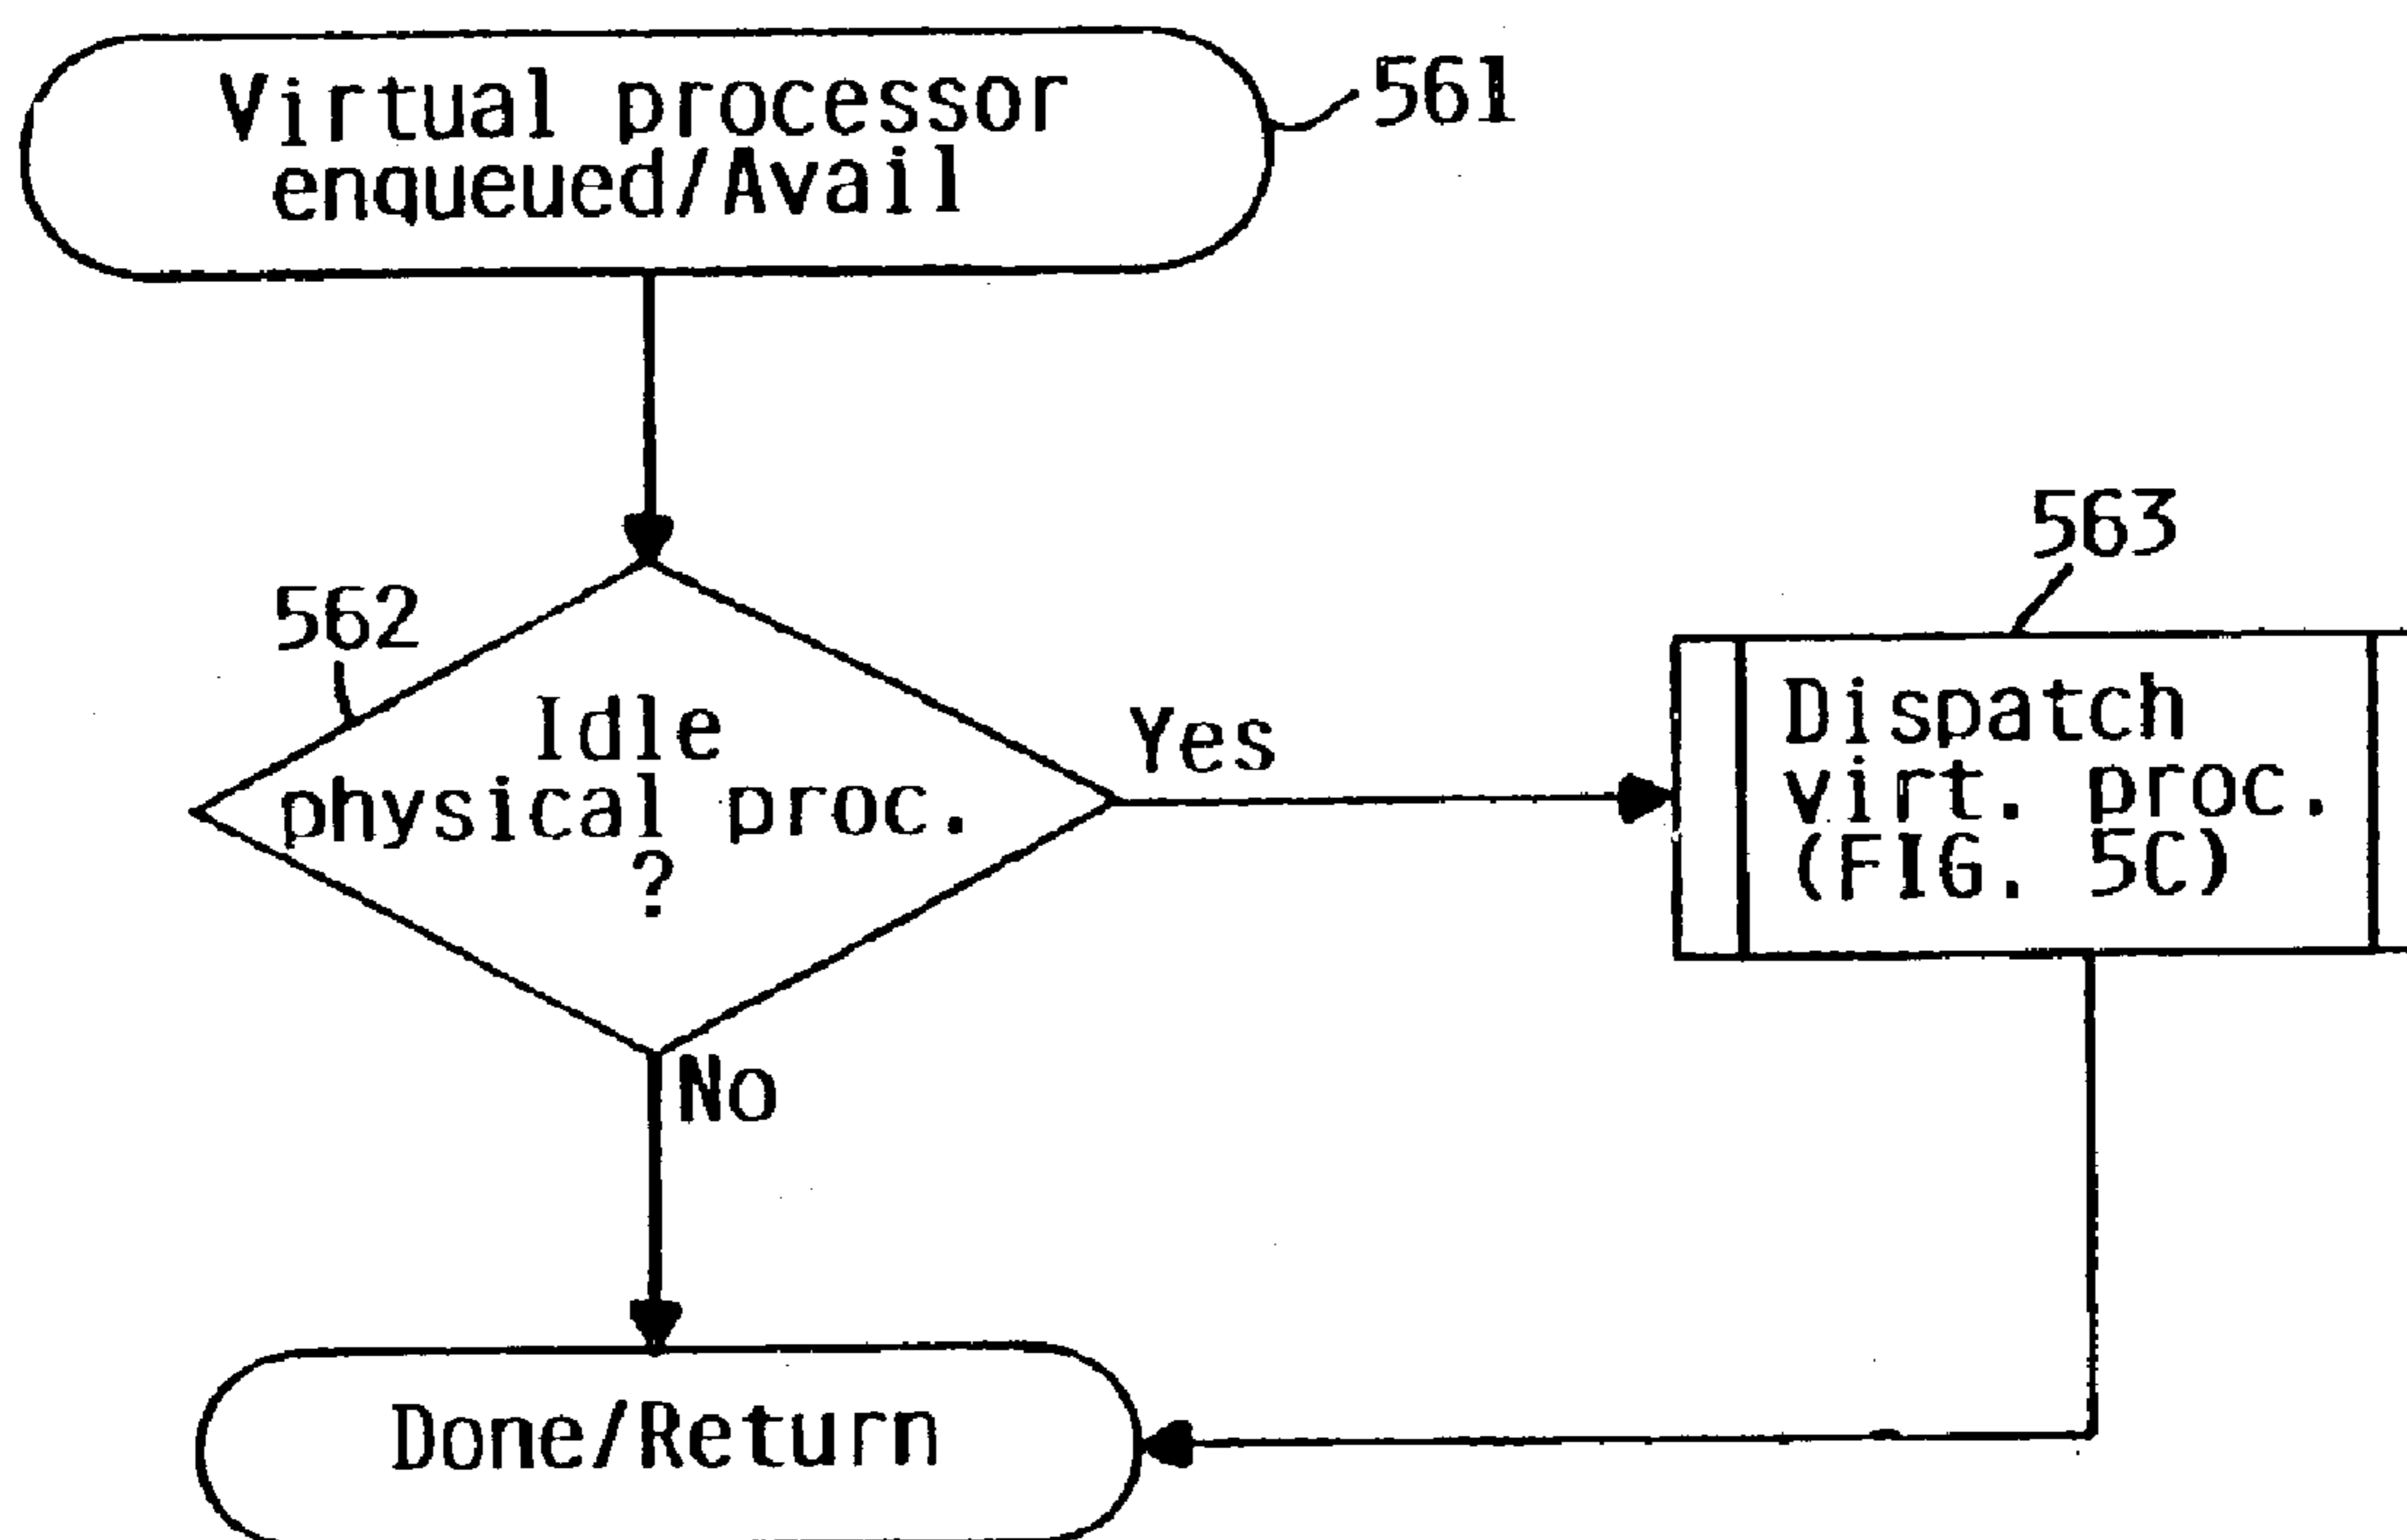 Virtual processor
enqueued/Avail
561
562
Idle
physical proc.
?
Yes
563
Dispatch
virt. proc.
(FIG. 5C)
No
Done/Return